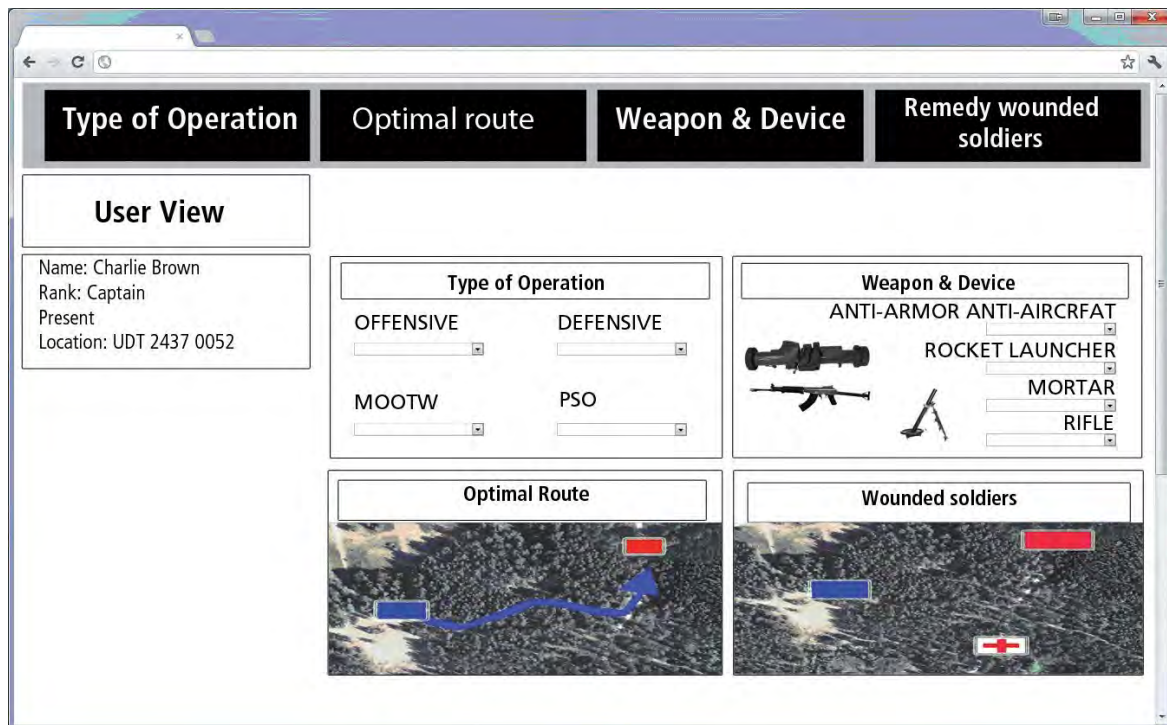 Type of Operation
Optimal route
Weapon & Device
Remedy wounded
soldiers
User View
Name: Charlie Brown
Rank: Captain
Present
Location: UDT 2437 0052
Type of Operation
OFFENSIVE
DEFENSIVE
MOOTW
PSO
Weapon & Device
ANTI-ARMOR ANTI-AIRCRFAT
ROCKET LAUNCHER
MORTAR
RIFLE
Optimal Route
Wounded soldiers